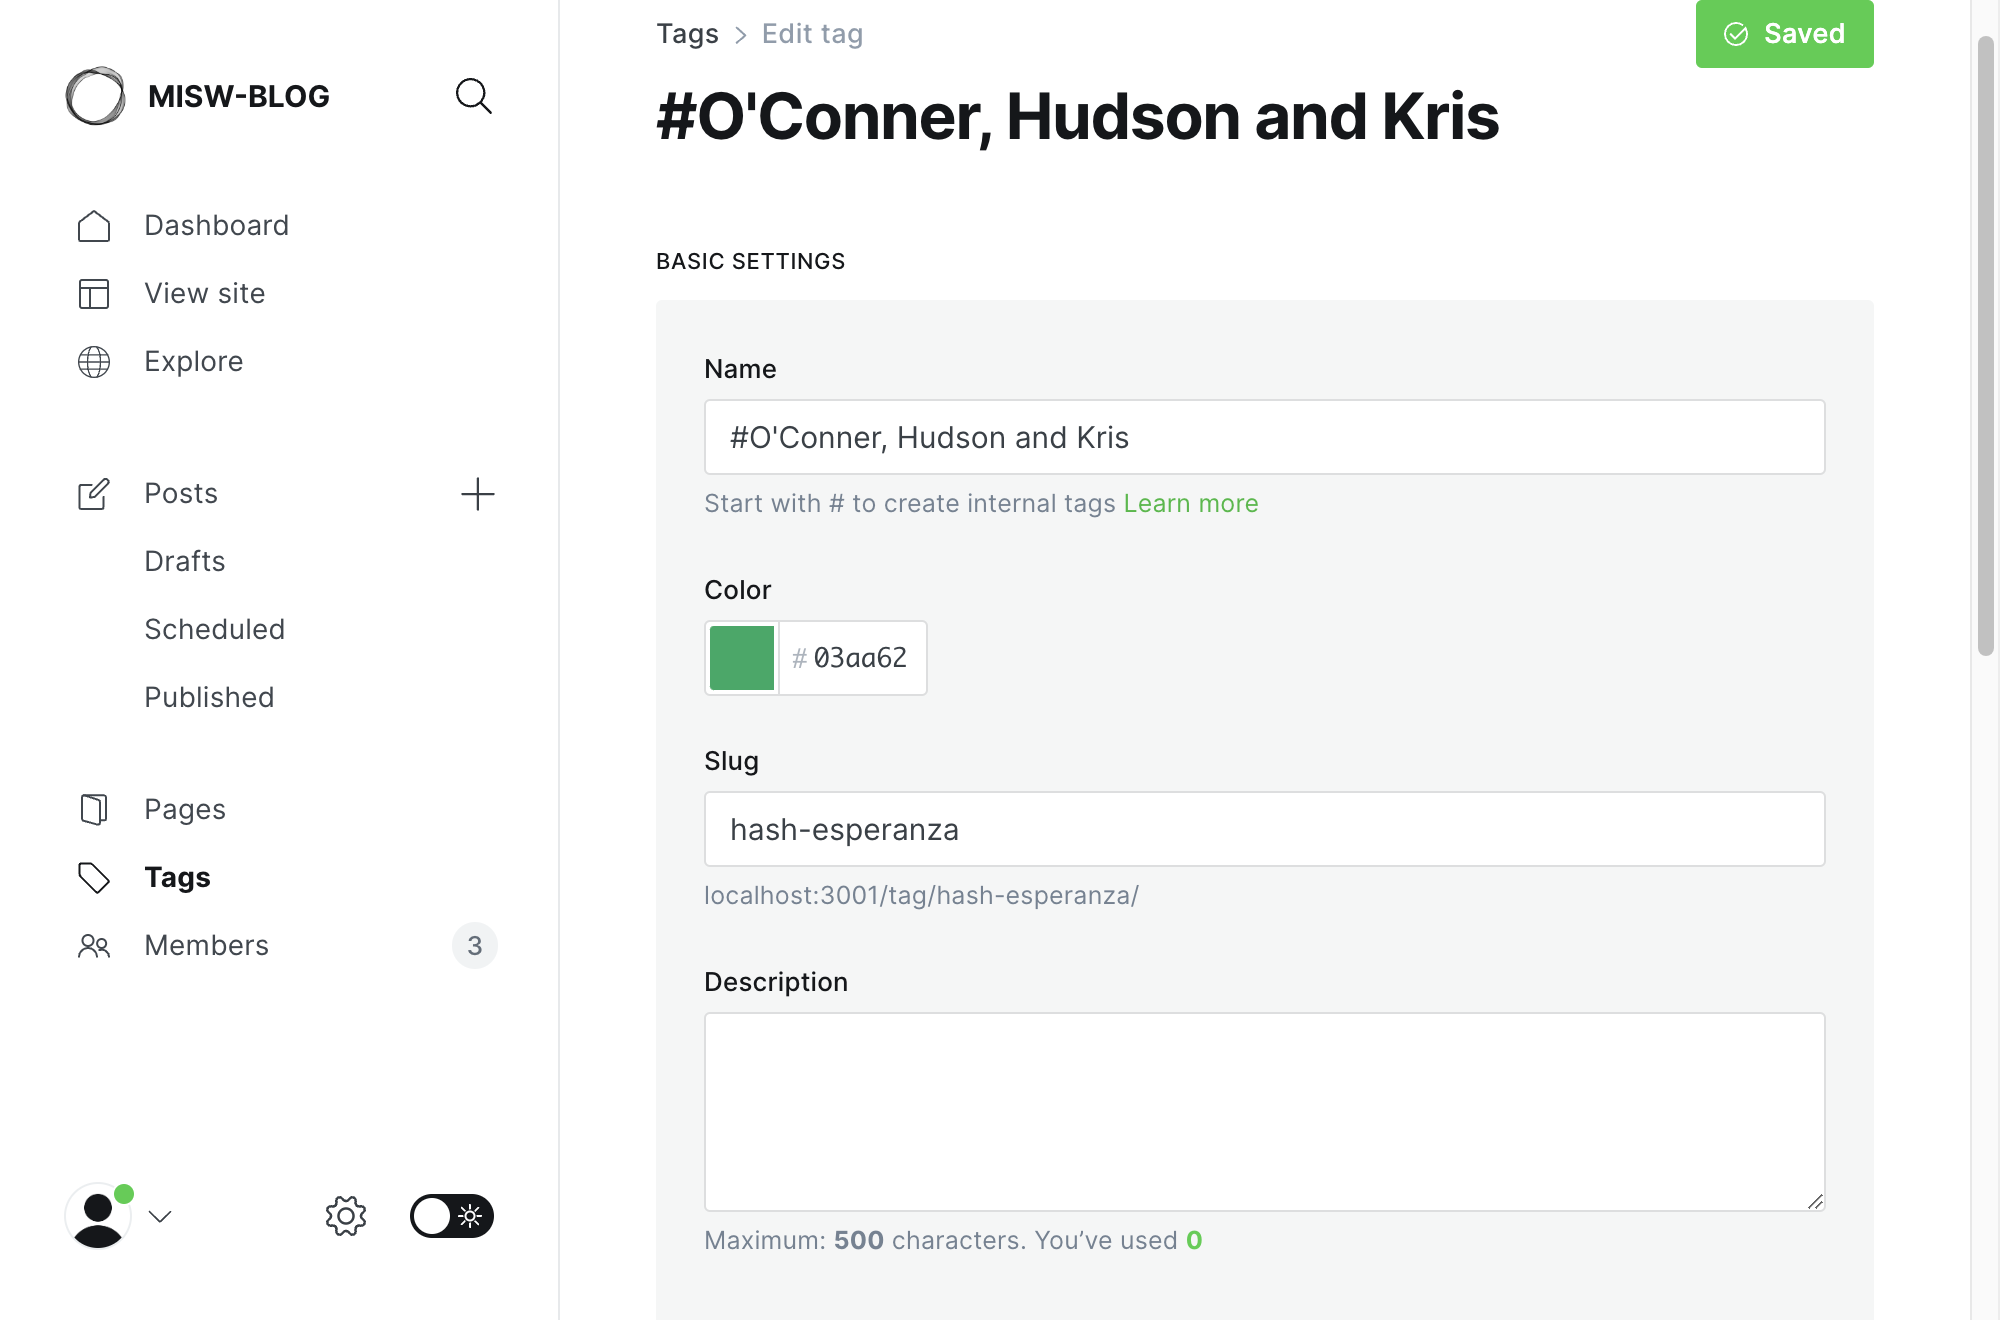 MISW-BLOG
Dashboard
View site
Explore
Posts
Drafts
Scheduled
Published
Pages
Tags
Members
3
Tags > Edit tag
Saved
#O'Conner, Hudson and Kris
BASIC SETTINGS
Name
#O'Conner, Hudson and Kris
Start with # to create internal tags Learn more
Color
# 03aa62
Slug
hash-esperanza
localhost:3001/tag/hash-esperanza/
Description
Maximum: 500 characters. You’ve used 0